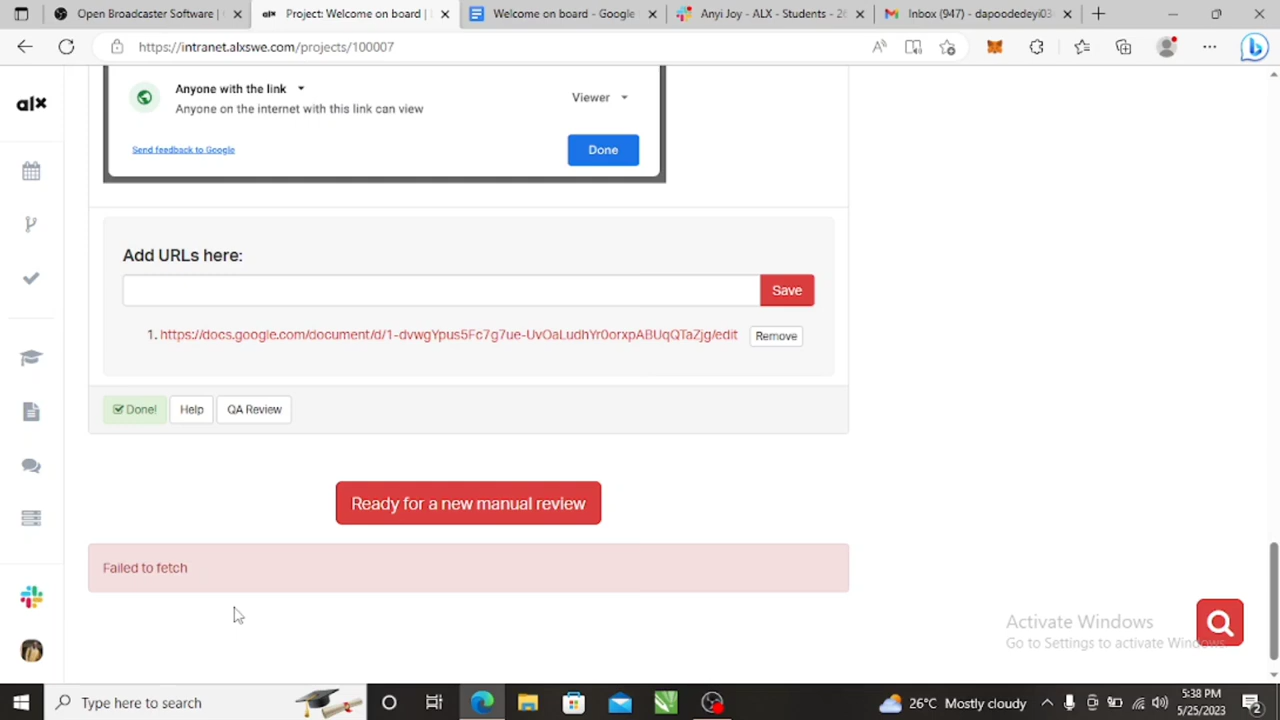 Open Broadcaster Software |
Project: Welcome on board |
Welcome on board - Google
Anyi Joy - ALX - Students - 2
Inbox (947) - dapoodedeyi03
https://intranet.alxswe.com/projects/100007
alx
Anyone with the link
Anyone on the internet with this link can view
Viewer
Send feedback to Google
Done
Add URLs here:
Save
1. https://docs.google.com/document/d/1-dvwgYpus5Fc7g7ue-UvOaLudhYr0orxpABUqQTaZjg/edit
Remove
Done!
Help
QA Review
Ready for a new manual review
Failed to fetch
Activate Windows
Go to Settings to activate Windows.
Type here to search
26°C Mostly cloudy
5:38 PM
5/25/2023
2